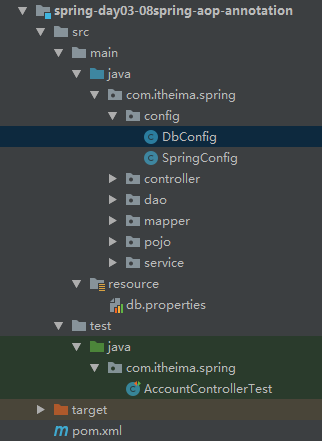 spring-day03-08spring-aop-annotation
src
main
java
com.itheima.spring
config
DbConfig
SpringConfig
controller
dao
mapper
pojo
service
resource
db.properties
test
java
com.itheima.spring
AccountControllerTest
target
pom.xml